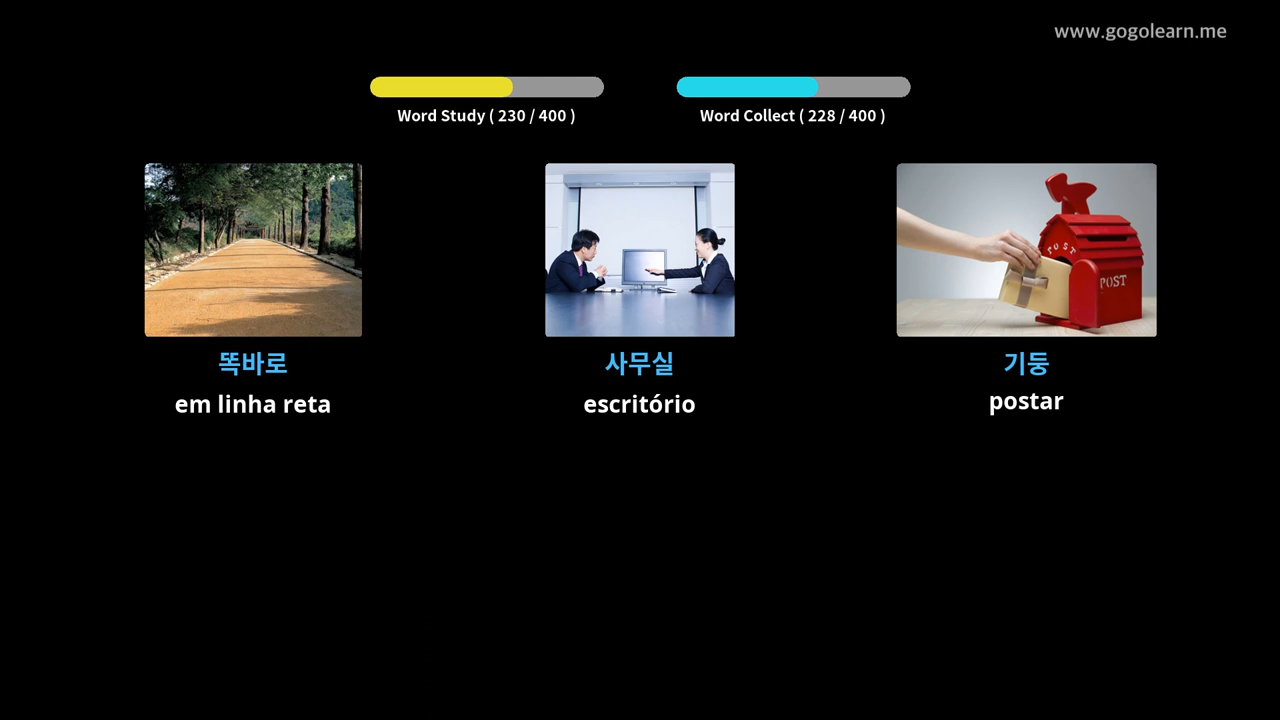 www.gogolearn.me
Word Study ( 230 / 400 )
Word Collect ( 228 / 400 )
POST
POST
똑바로
사무실
기둥
em linha reta
escritório
postar